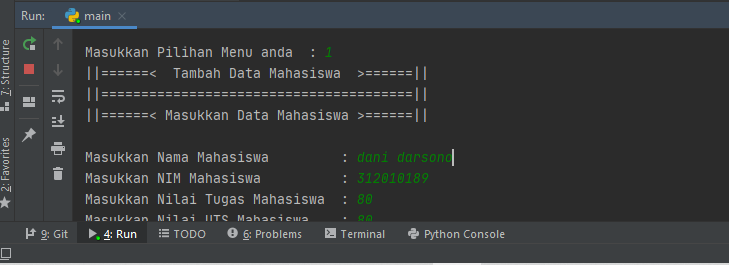 Run: main
Masukkan Pilihan Menu anda : 1
||======< Tambah Data Mahasiswa >======||
||====================================||
||======< Masukkan Data Mahasiswa >======||
Masukkan Nama Mahasiswa : dani darsono
Masukkan NIM Mahasiswa : 312010189
Masukkan Nilai Tugas Mahasiswa : 80
Masukkan Nilai UTS Mahasiswa : 80
7: Structure
2: Favorites
9: Git 4: Run TODO 6: Problems Terminal Python Console